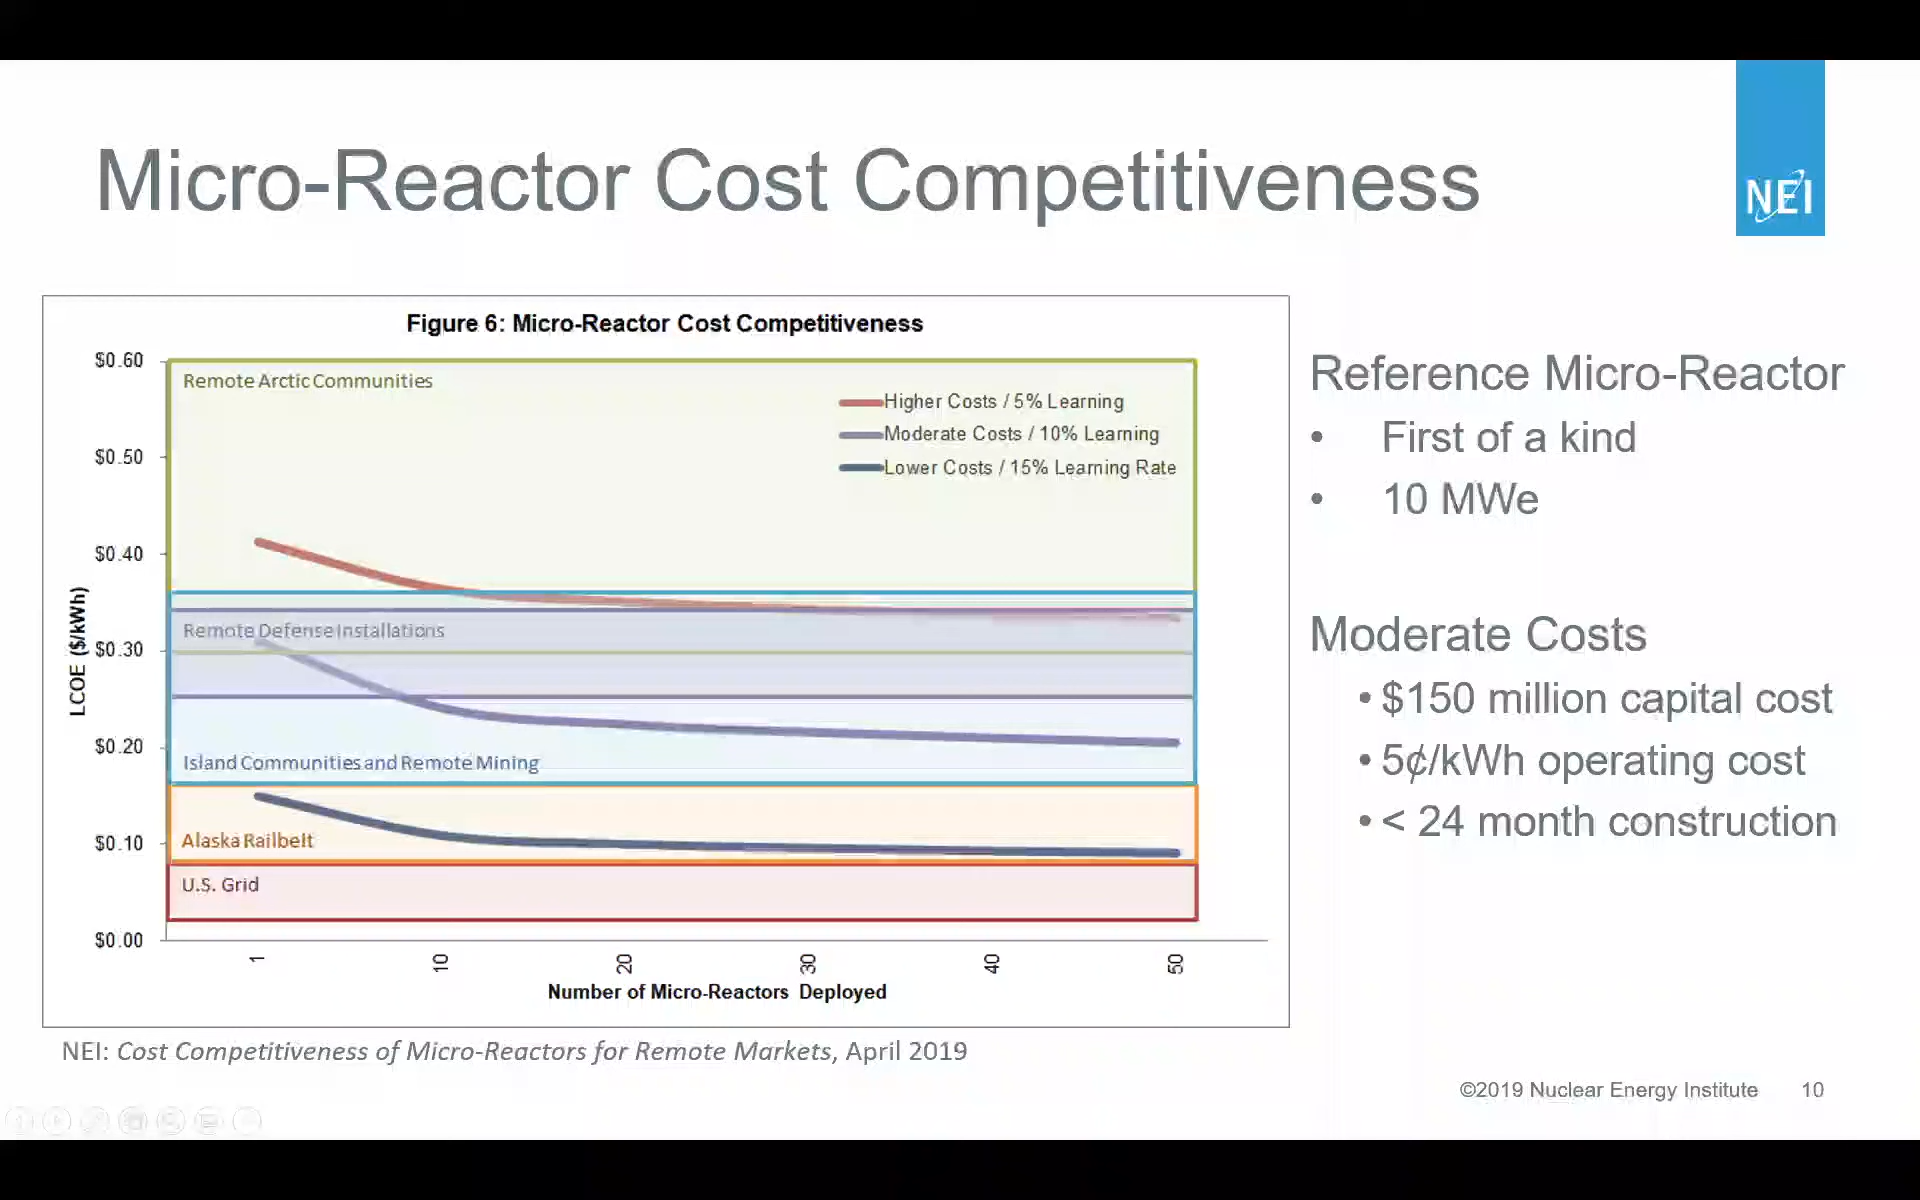 Micro-Reactor Cost Competitiveness
NEI
Figure 6: Micro-Reactor Cost Competitiveness
$0.60
$0.50
$0.40
$0.30
$0.20
$0.10
$0.00
LCOE ($/kWh)
Remote Arctic Communities
Higher Costs / 5% Learning
Moderate Costs / 10% Learning
Lower Costs / 15% Learning Rate
Remote Defense Installations
Island Communities and Remote Mining
Alaska Railbelt
U.S. Grid
1
10
20
30
40
50
Number of Micro-Reactors Deployed
Reference Micro-Reactor
• First of a kind
• 10 MWe
Moderate Costs
• $150 million capital cost
• 5¢/kWh operating cost
• < 24 month construction
NEI: Cost Competitiveness of Micro-Reactors for Remote Markets, April 2019
©2019 Nuclear Energy Institute 10